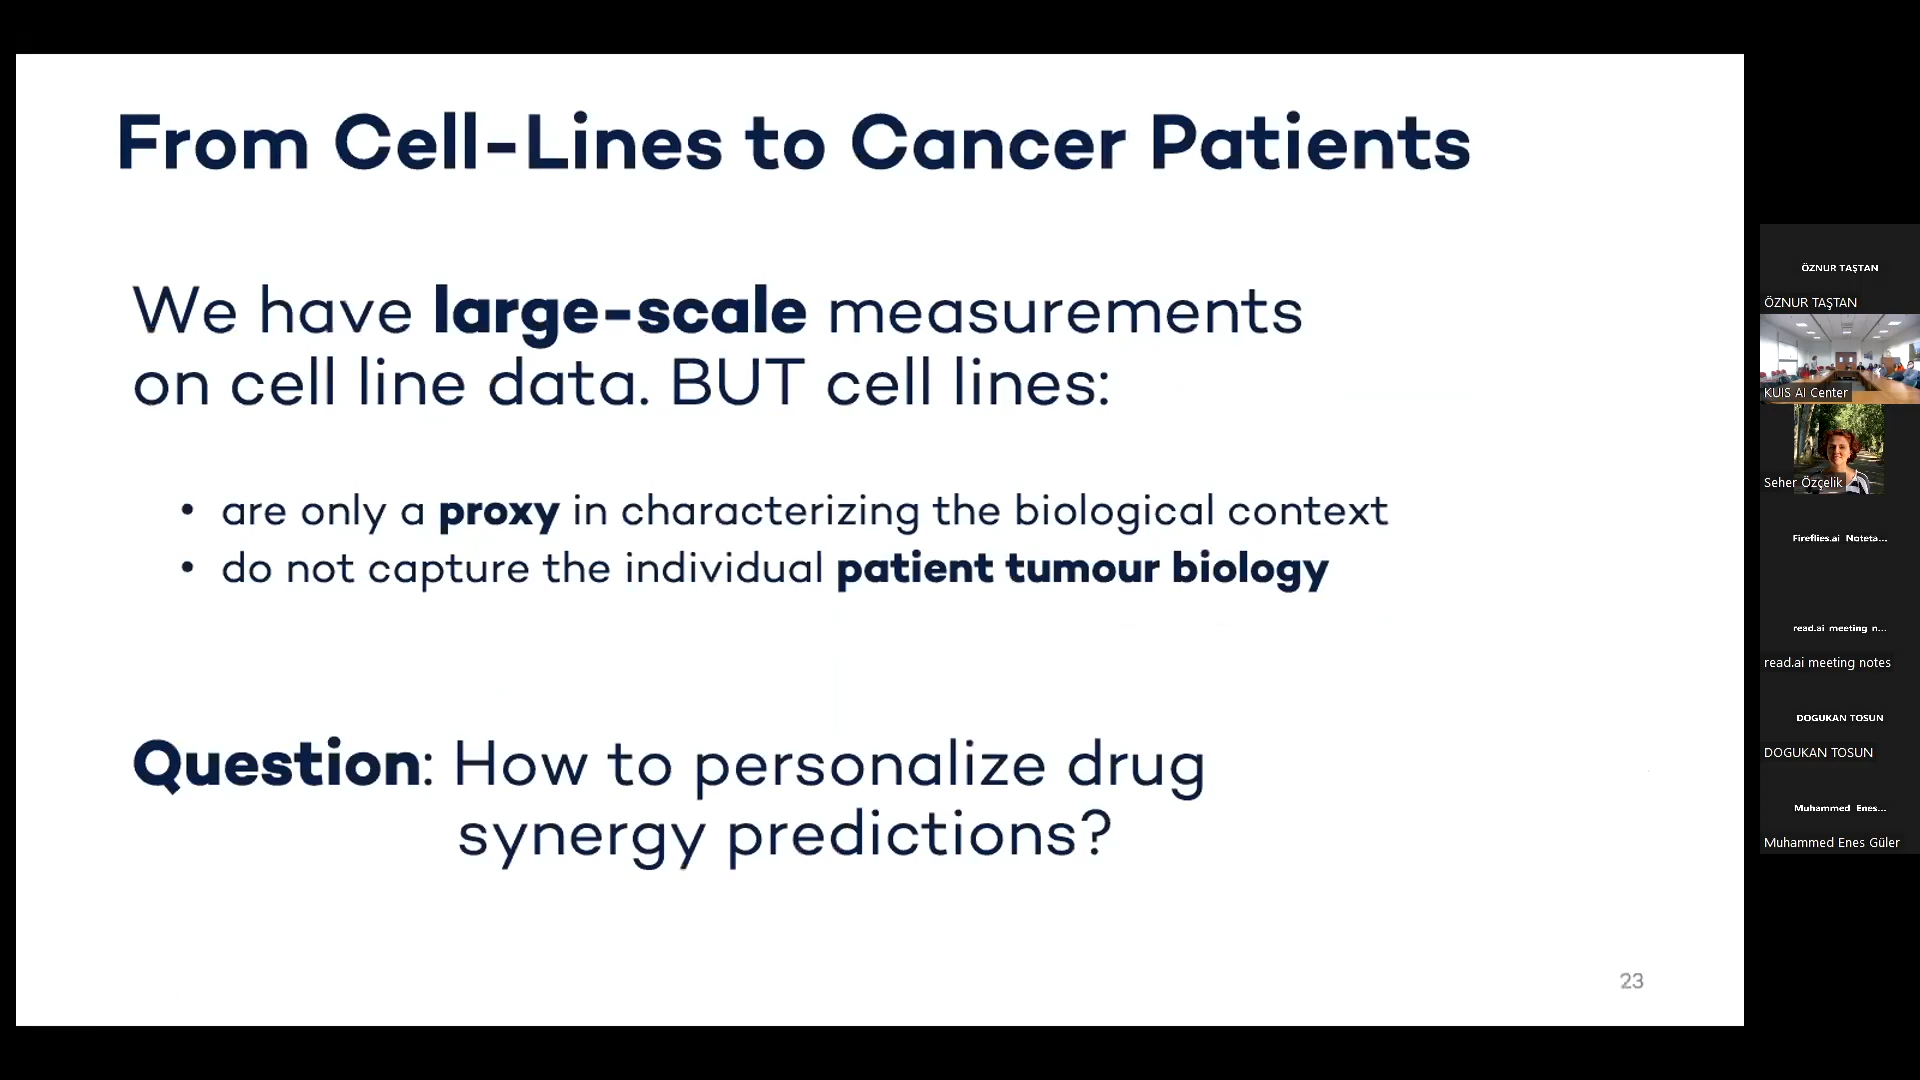 From Cell-Lines to Cancer Patients
We have large-scale measurements
on cell line data. BUT cell lines:
• are only a proxy in characterizing the biological context
• do not capture the individual patient tumour biology
Question: How to personalize drug
synergy predictions?
23
ÖZNUR TAŞTAN
ÖZNUR TAŞTAN
KUIS AI Center
Seher Özçelik
Fireflies.ai Noteta...
read.ai meeting n...
read.ai meeting notes
DOGUKAN TOSUN
DOGUKAN TOSUN
Muhammed Enes...
Muhammed Enes Güler